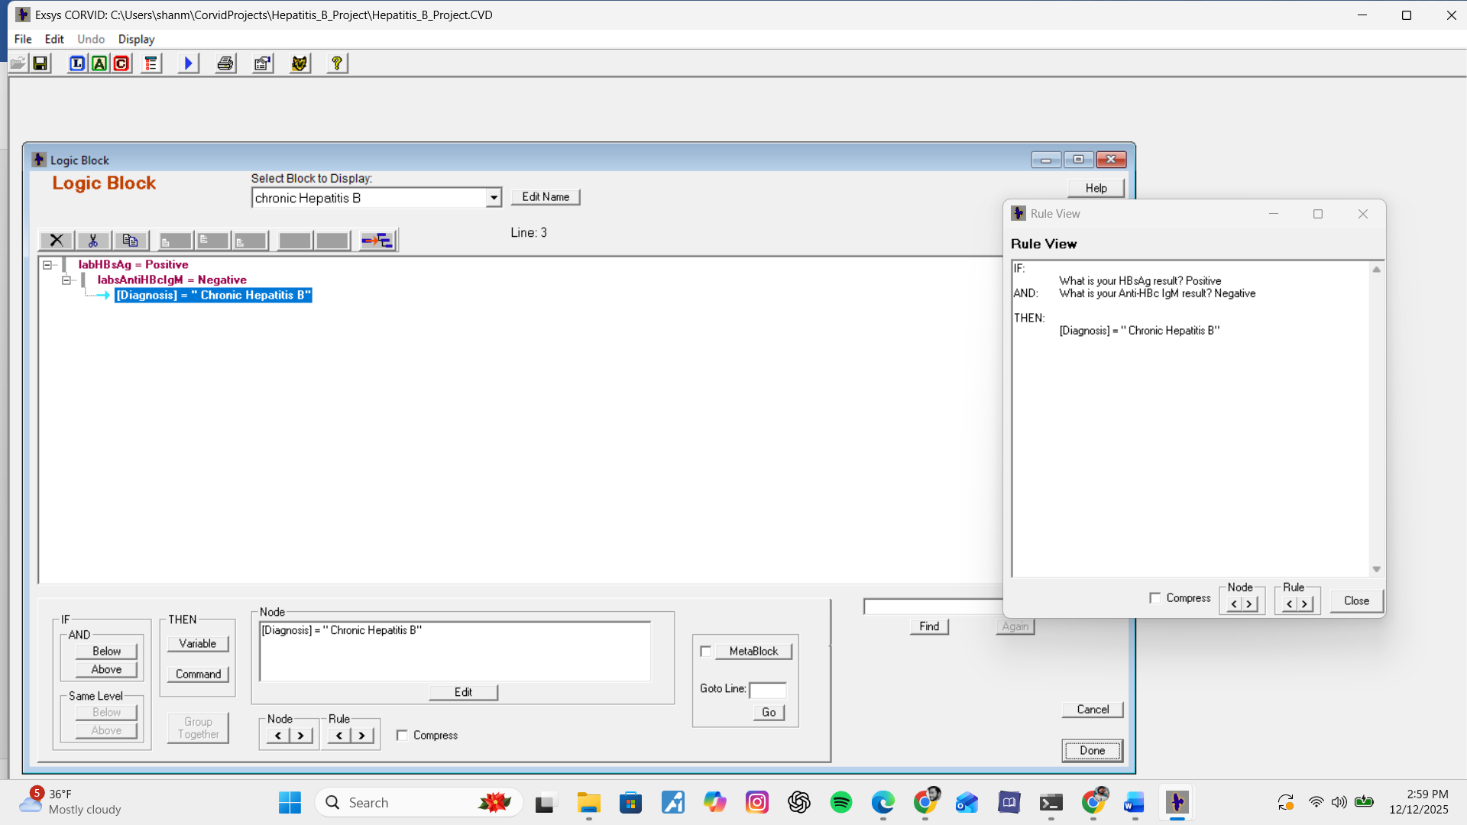 Exsys CORVID: C:\Users\shanm\CorvidProjects\Hepatitis_B_Project\Hepatitis_B_Project.CVD
File Edit Undo Display
L A C
?
Logic Block
Logic Block
Select Block to Display:
chronic Hepatitis B
Edit Name
Help
Line: 3
labHBsAg = Positive
labsAntiHBcIgM = Negative
[Diagnosis] = " Chronic Hepatitis B"
Rule View
Rule View
IF:
What is your HBsAg result? Positive
AND: What is your Anti-HBc IgM result? Negative
THEN:
[Diagnosis] = " Chronic Hepatitis B"
Compress
Node
< >
Rule
< >
Close
IF
AND
Below
Above
Same Level
Below
Above
THEN
Variable
Command
Group
Together
Node
[Diagnosis] = " Chronic Hepatitis B"
Edit
Node
< >
Rule
< >
Compress
MetaBlock
Goto Line:
Go
Find
Again
Cancel
Done
5
36°F
Mostly cloudy
Search
2:59 PM
12/12/2025